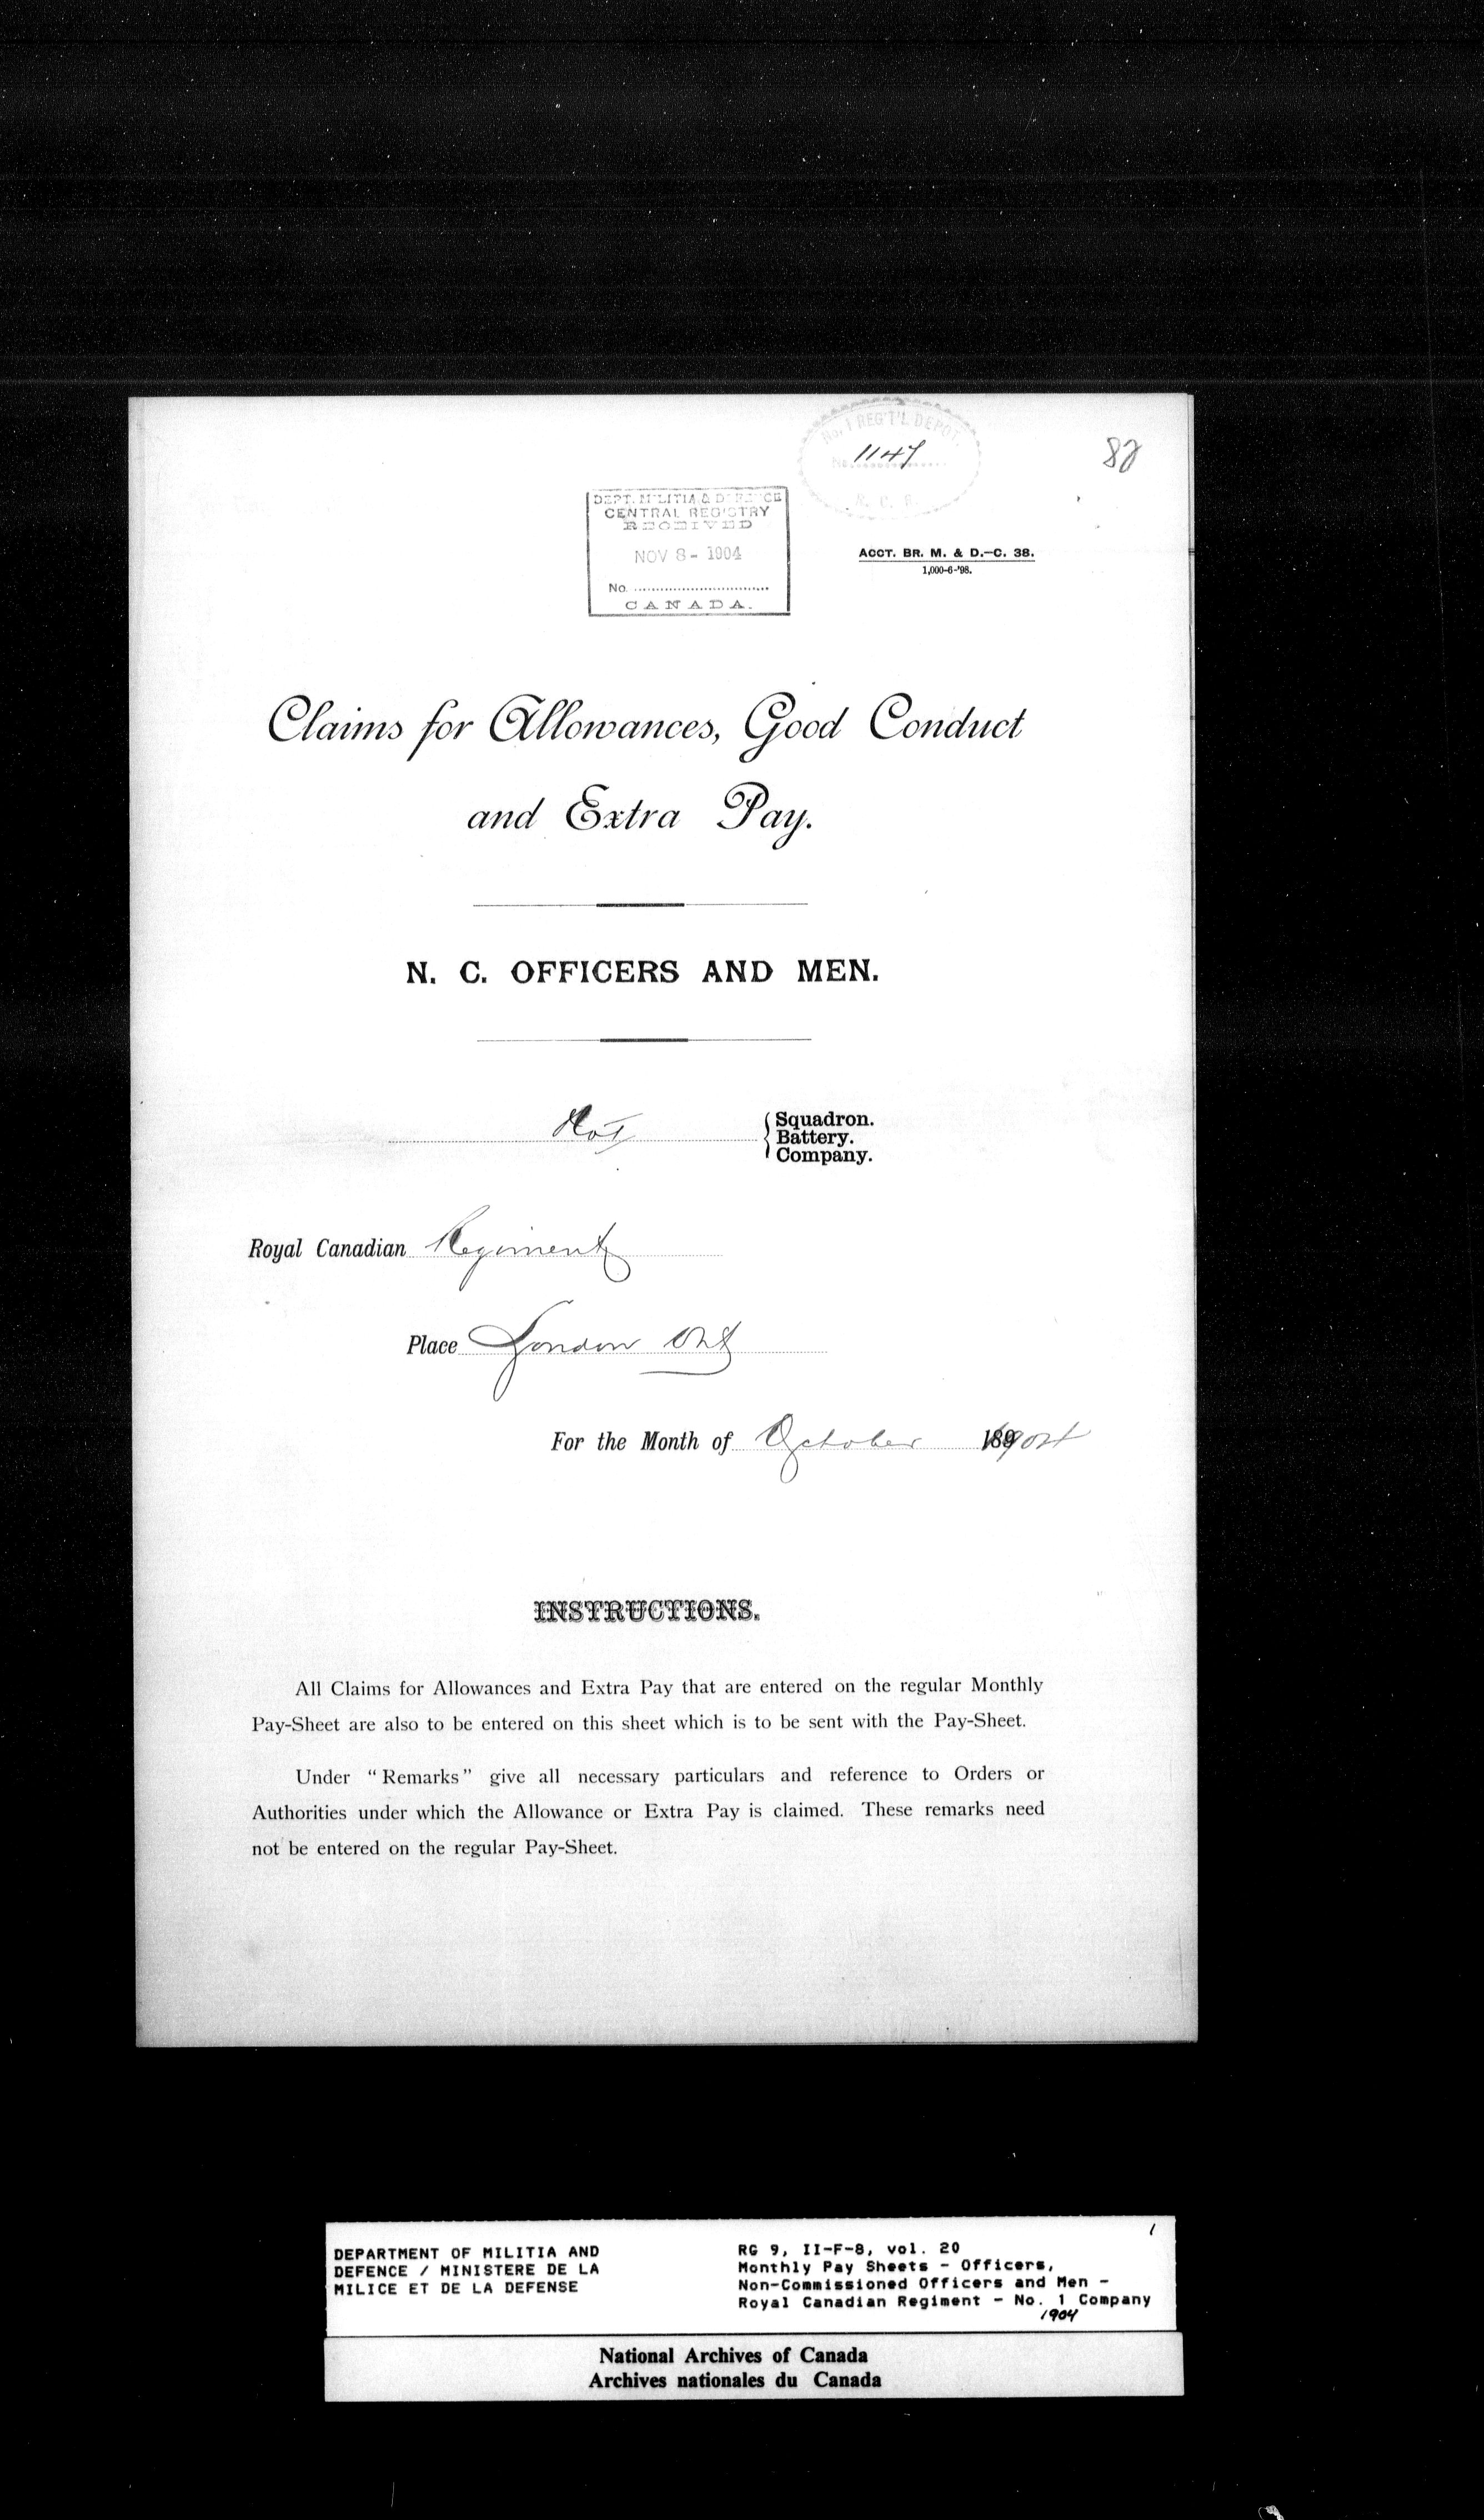 No. 1 REG'T'L DEPOT.
No. 1147
R. C. R.
DEPT. MILITIA & DEFENCE
CENTRAL REGISTRY
RECEIVED
NOV 8 - 1904
No.
CANADA.
ACCT. BR. M. & D.—C. 38.
1,000-6-'98.
Claims for Allowances, Good Conduct
and Extra Pay.
N. C. OFFICERS AND MEN.
No 1
Squadron.
Battery.
Company.
Royal Canadian Regiment
Place London Ont
For the Month of October 1904
INSTRUCTIONS.
All Claims for Allowances and Extra Pay that are entered on the regular Monthly
Pay-Sheet are also to be entered on this sheet which is to be sent with the Pay-Sheet.
Under "Remarks" give all necessary particulars and reference to Orders or
Authorities under which the Allowance or Extra Pay is claimed. These remarks need
not be entered on the regular Pay-Sheet.
1
DEPARTMENT OF MILITIA AND
DEFENCE / MINISTERE DE LA
MILICE ET DE LA DEFENSE
RG 9, II-F-8, vol. 20
Monthly Pay Sheets - Officers,
Non-Commissioned Officers and Men -
Royal Canadian Regiment - No. 1 Company
1904
National Archives of Canada
Archives nationales du Canada